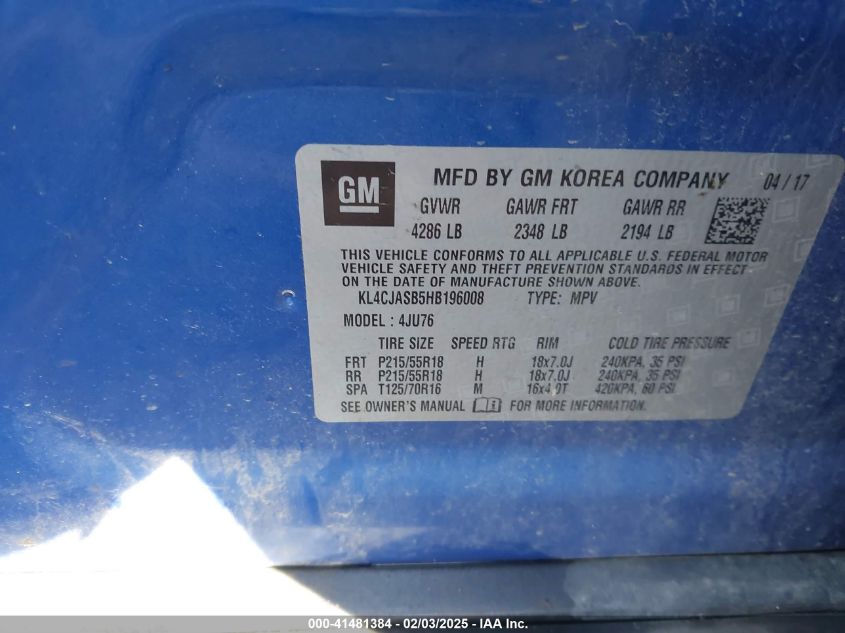 GM
MFD BY GM KOREA COMPANY 04 / 17
GVWR GAWR FRT GAWR RR
4286 LB 2348 LB 2194 LB
THIS VEHICLE CONFORMS TO ALL APPLICABLE U.S. FEDERAL MOTOR
VEHICLE SAFETY AND THEFT PREVENTION STANDARDS IN EFFECT
ON THE DATE OF MANUFACTURE SHOWN ABOVE.
KL4CJASB5HB196008 TYPE: MPV
MODEL : 4JU76
TIRE SIZE SPEED RTG RIM COLD TIRE PRESSURE
FRT P215/55R18 H 18x7.0J 240KPA, 35 PSI
RR P215/55R18 H 18x7.0J 240KPA, 35 PSI
SPA T125/70R16 M 16x4.0T 420KPA, 60 PSI
SEE OWNER'S MANUAL FOR MORE INFORMATION.
000-41481384 - 02/03/2025 - IAA Inc.